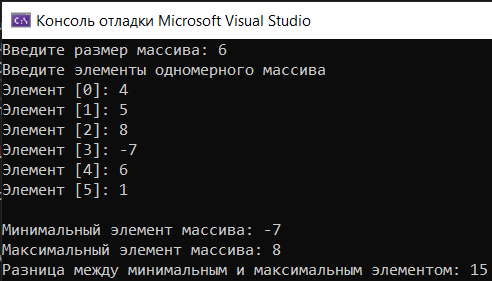 Консоль отладки Microsoft Visual Studio
Введите размер массива: 6
Введите элементы одномерного массива
Элемент [0]: 4
Элемент [1]: 5
Элемент [2]: 8
Элемент [3]: -7
Элемент [4]: 6
Элемент [5]: 1
Минимальный элемент массива: -7
Максимальный элемент массива: 8
Разница между минимальным и максимальным элементом: 15